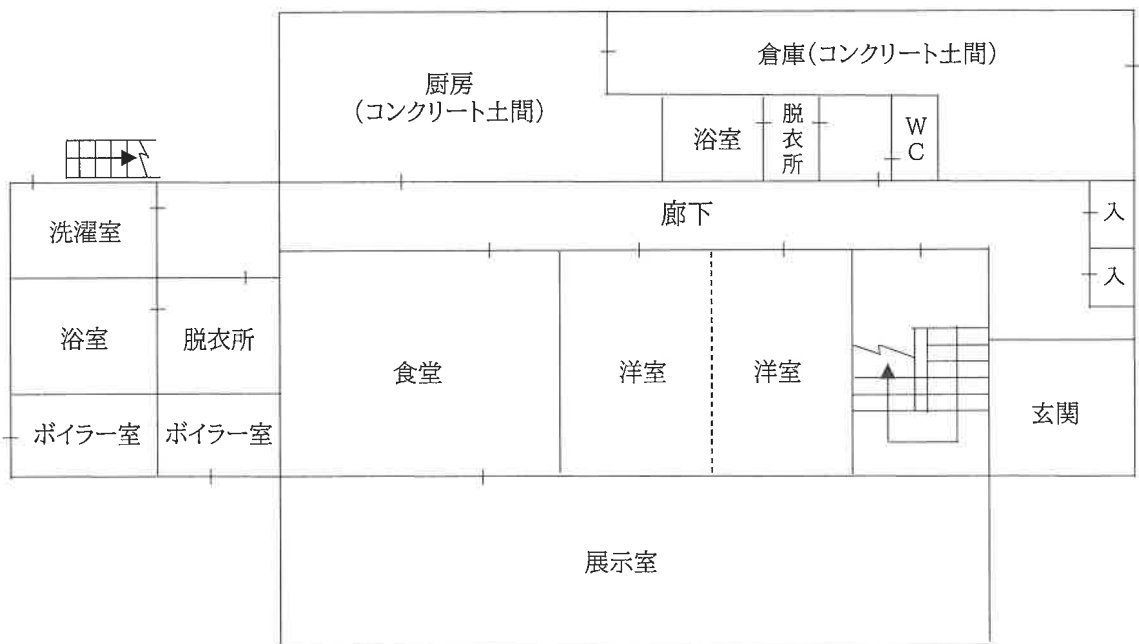 倉庫(コンクリート土間)
厨房
(コンクリート土間)
浴室
脱衣所
WC
洗濯室
廊下
入
入
浴室
脱衣所
食堂
洋室
洋室
玄関
ボイラー室
ボイラー室
展示室